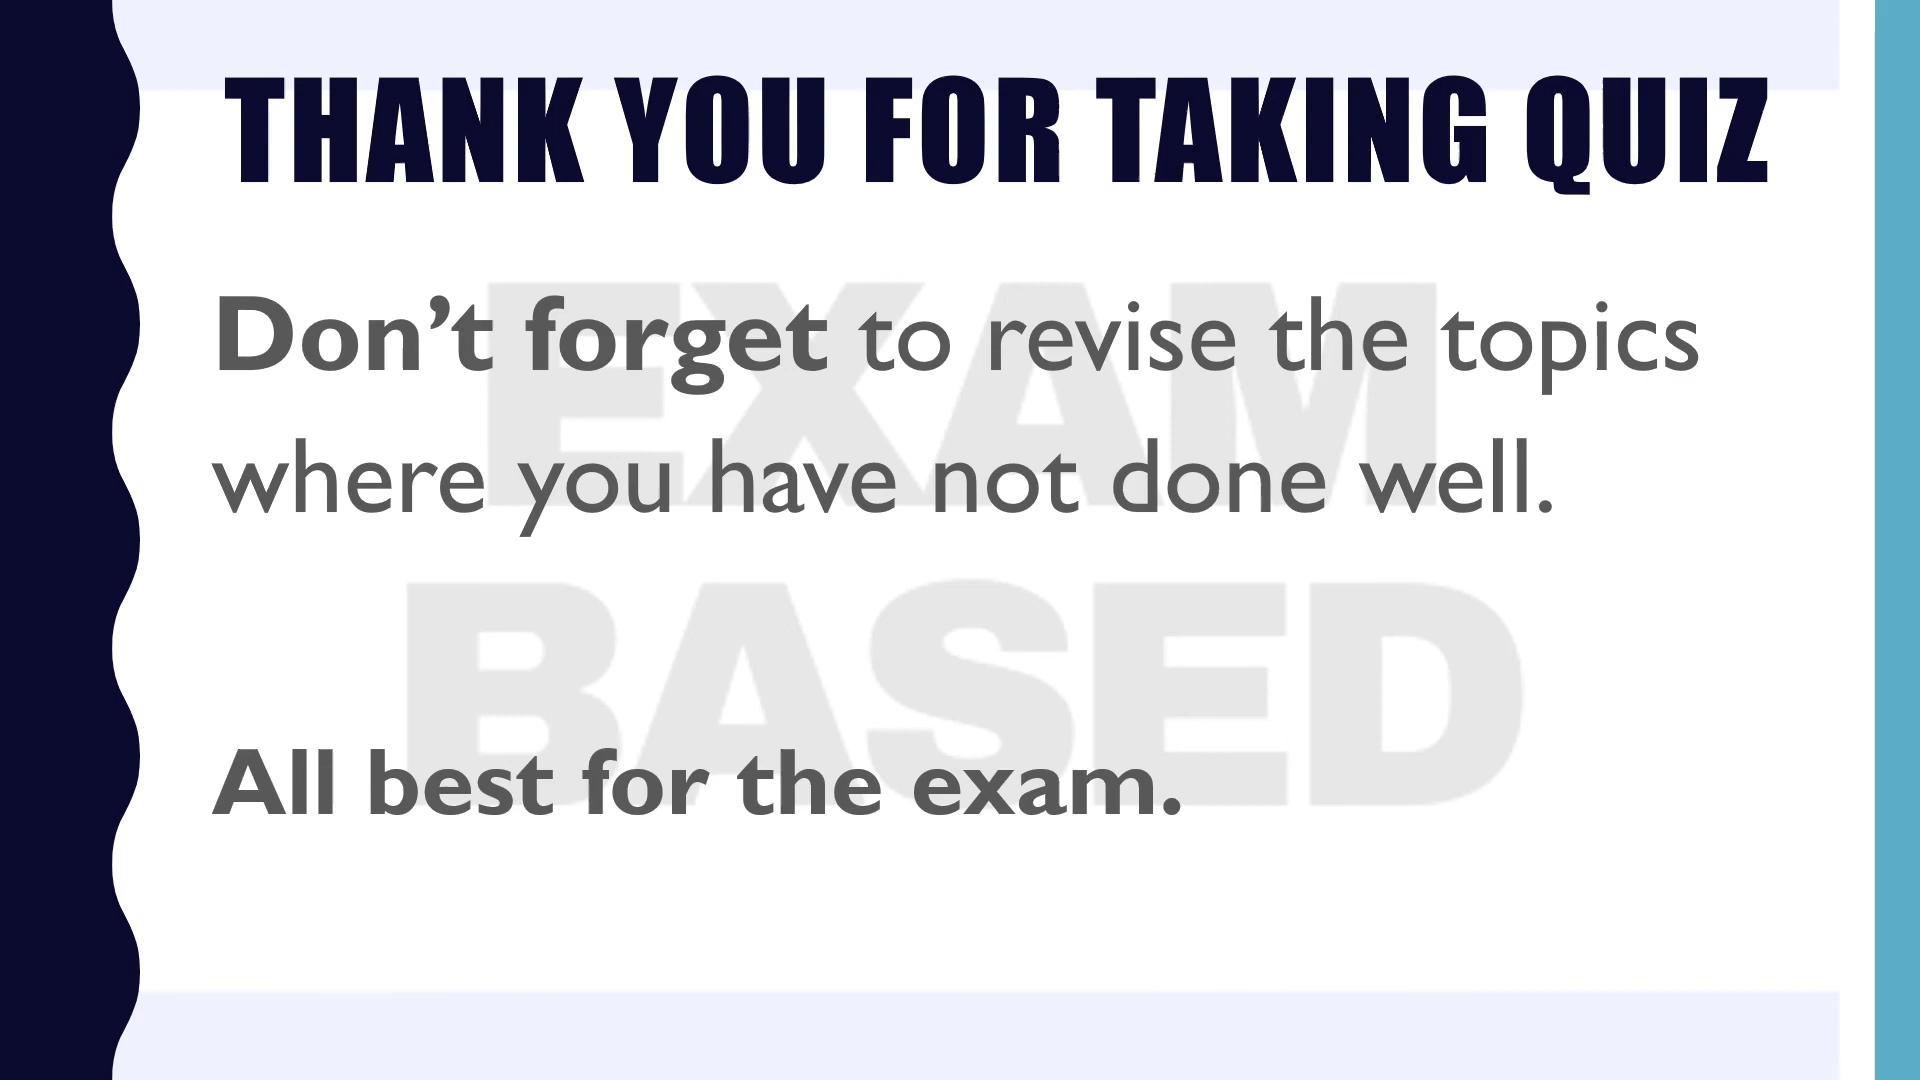 THANK YOU FOR TAKING QUIZ
Don’t forget to revise the topics
where you have not done well.
All best for the exam.
EXAM
BASED